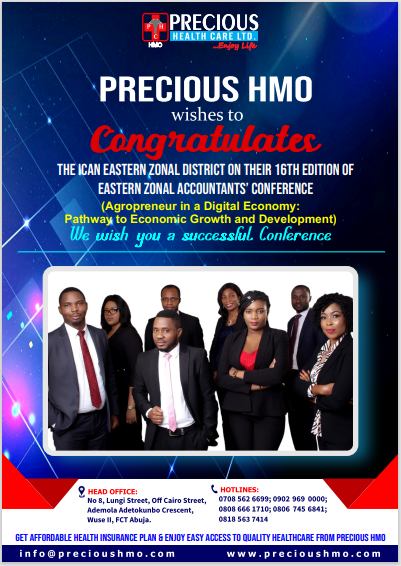 PHC
HMO
PRECIOUS
HEALTH CARE LTD.
...Enjoy Life
PRECIOUS HMO
wishes to
Congratulates
THE ICAN EASTERN ZONAL DISTRICT ON THEIR 16TH EDITION OF
EASTERN ZONAL ACCOUNTANTS' CONFERENCE
(Agropreneur in a Digital Economy:
Pathway to Economic Growth and Development)
We wish you a successful Conference
HEAD OFFICE:
No 8, Lungi Street, Off Cairo Street,
Ademola Adetokunbo Crescent,
Wuse II, FCT Abuja.
HOTLINES:
0708 562 6699; 0902 969 0000;
0808 666 1710; 0806 745 6841;
0818 563 7414
GET AFFORDABLE HEALTH INSURANCE PLAN & ENJOY EASY ACCESS TO QUALITY HEALTHCARE FROM PRECIOUS HMO
info@precioushmo.com
www.precioushmo.com